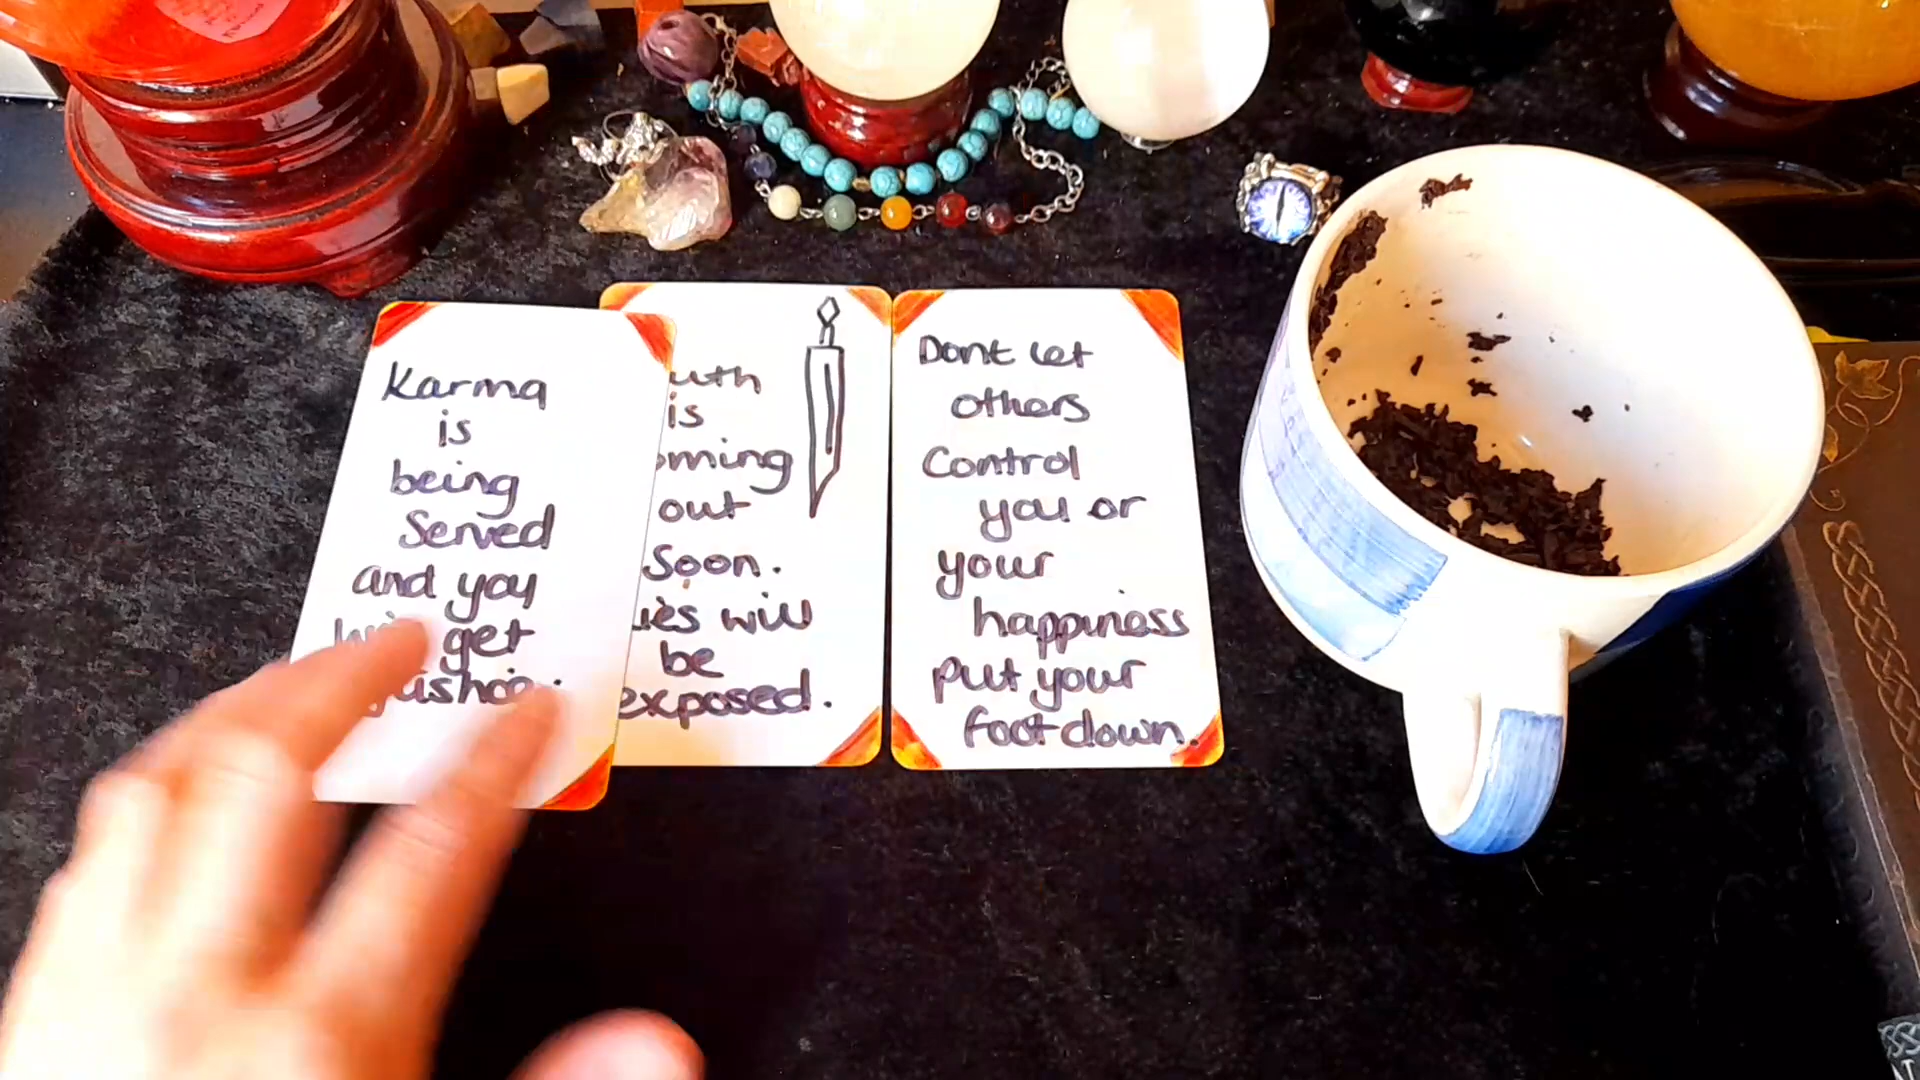 Karma
is
being
Served
and you
get
uth
is
oming
out
Soon.
ies will
be
exposed.
Dont let
others
Control
you or
your
happiness
put your
foot down.